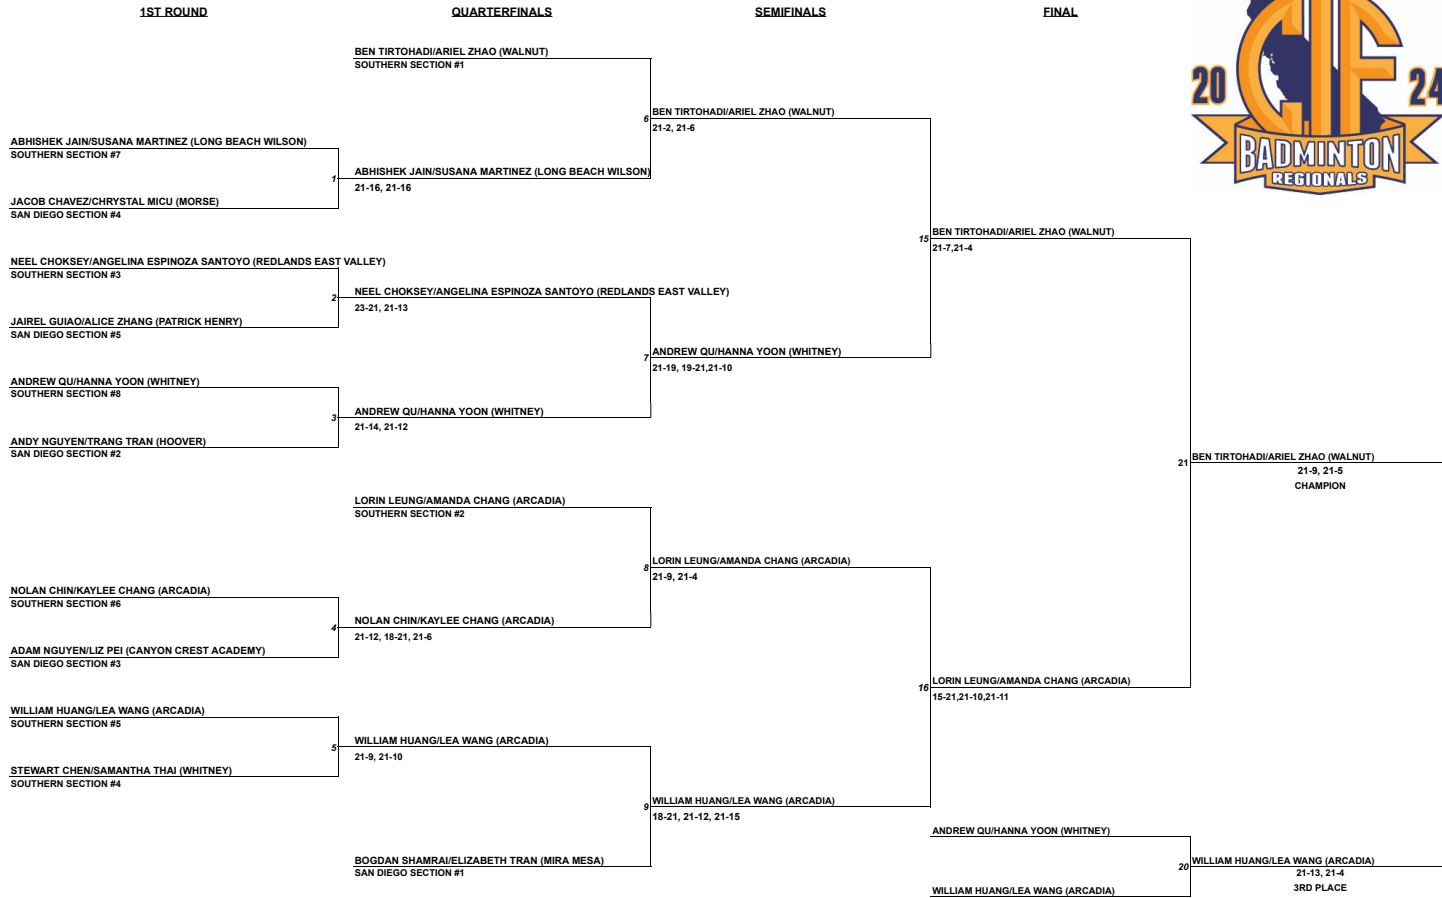 1ST ROUND
QUARTERFINALS
SEMIFINALS
FINAL
20 CIF 24
BADMINTON
REGIONALS
ABHISHEK JAIN/SUSANA MARTINEZ (LONG BEACH WILSON)
SOUTHERN SECTION #7
1
JACOB CHAVEZ/CHRYSTAL MICU (MORSE)
SAN DIEGO SECTION #4
NEEL CHOKSEY/ANGELINA ESPINOZA SANTOYO (REDLANDS EAST VALLEY)
SOUTHERN SECTION #3
2
JAIREL GUIAO/ALICE ZHANG (PATRICK HENRY)
SAN DIEGO SECTION #5
ANDREW QU/HANNA YOON (WHITNEY)
SOUTHERN SECTION #8
3
ANDY NGUYEN/TRANG TRAN (HOOVER)
SAN DIEGO SECTION #2
NOLAN CHIN/KAYLEE CHANG (ARCADIA)
SOUTHERN SECTION #6
4
ADAM NGUYEN/LIZ PEI (CANYON CREST ACADEMY)
SAN DIEGO SECTION #3
WILLIAM HUANG/LEA WANG (ARCADIA)
SOUTHERN SECTION #5
5
STEWART CHEN/SAMANTHA THAI (WHITNEY)
SOUTHERN SECTION #4
BEN TIRTOHADI/ARIEL ZHAO (WALNUT)
SOUTHERN SECTION #1
6
ABHISHEK JAIN/SUSANA MARTINEZ (LONG BEACH WILSON)
21-16, 21-16
NEEL CHOKSEY/ANGELINA ESPINOZA SANTOYO (REDLANDS EAST VALLEY)
23-21, 21-13
7
ANDREW QU/HANNA YOON (WHITNEY)
21-14, 21-12
LORIN LEUNG/AMANDA CHANG (ARCADIA)
SOUTHERN SECTION #2
8
NOLAN CHIN/KAYLEE CHANG (ARCADIA)
21-12, 18-21, 21-6
WILLIAM HUANG/LEA WANG (ARCADIA)
21-9, 21-10
9
BOGDAN SHAMRAI/ELIZABETH TRAN (MIRA MESA)
SAN DIEGO SECTION #1
BEN TIRTOHADI/ARIEL ZHAO (WALNUT)
21-2, 21-6
15
ANDREW QU/HANNA YOON (WHITNEY)
21-19, 19-21,21-10
LORIN LEUNG/AMANDA CHANG (ARCADIA)
21-9, 21-4
16
WILLIAM HUANG/LEA WANG (ARCADIA)
18-21, 21-12, 21-15
BEN TIRTOHADI/ARIEL ZHAO (WALNUT)
21-7,21-4
21
LORIN LEUNG/AMANDA CHANG (ARCADIA)
15-21,21-10,21-11
BEN TIRTOHADI/ARIEL ZHAO (WALNUT)
21-9, 21-5
CHAMPION
ANDREW QU/HANNA YOON (WHITNEY)
20
WILLIAM HUANG/LEA WANG (ARCADIA)
WILLIAM HUANG/LEA WANG (ARCADIA)
21-13, 21-4
3RD PLACE